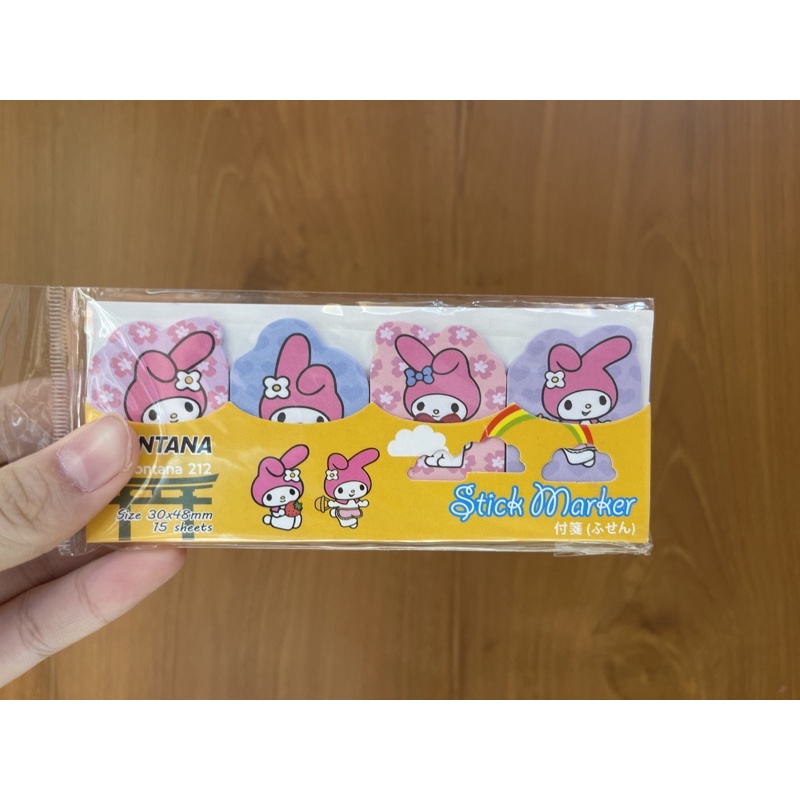 NTANA
ontana 212
Size 30x48mm
15 sheets
Stick Marker
付箋 (ふせん)